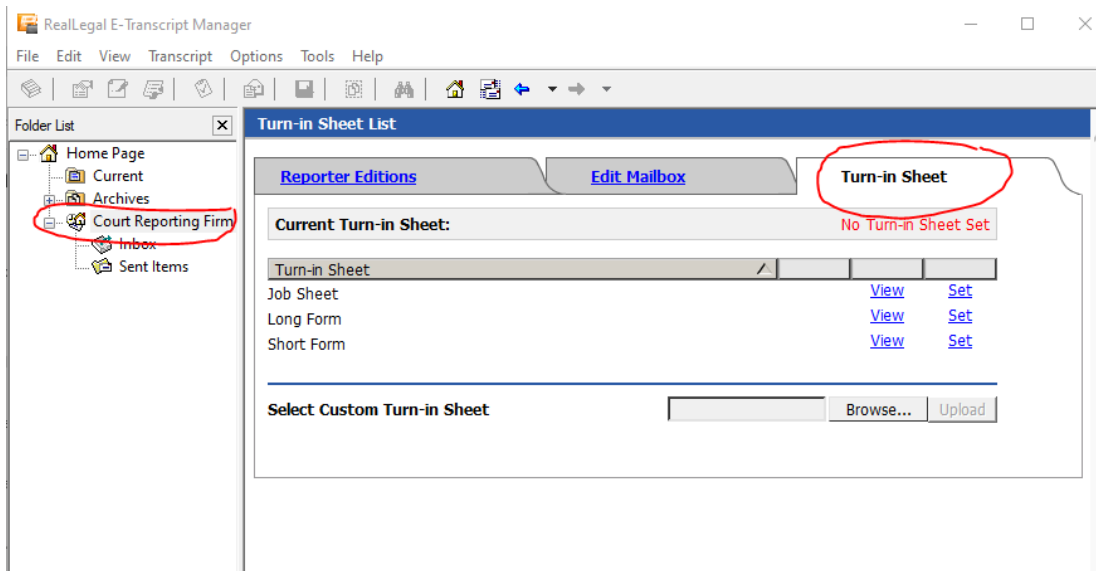 RealLegal E-Transcript Manager
File Edit View Transcript Options Tools Help
Folder List
Home Page
Current
Archives
Court Reporting Firm
Inbox
Sent Items
Turn-in Sheet List
Reporter Editions Edit Mailbox Turn-in Sheet
Current Turn-in Sheet: No Turn-in Sheet Set
Turn-in Sheet
Job Sheet View Set
Long Form View Set
Short Form View Set
Select Custom Turn-in Sheet Browse... Upload